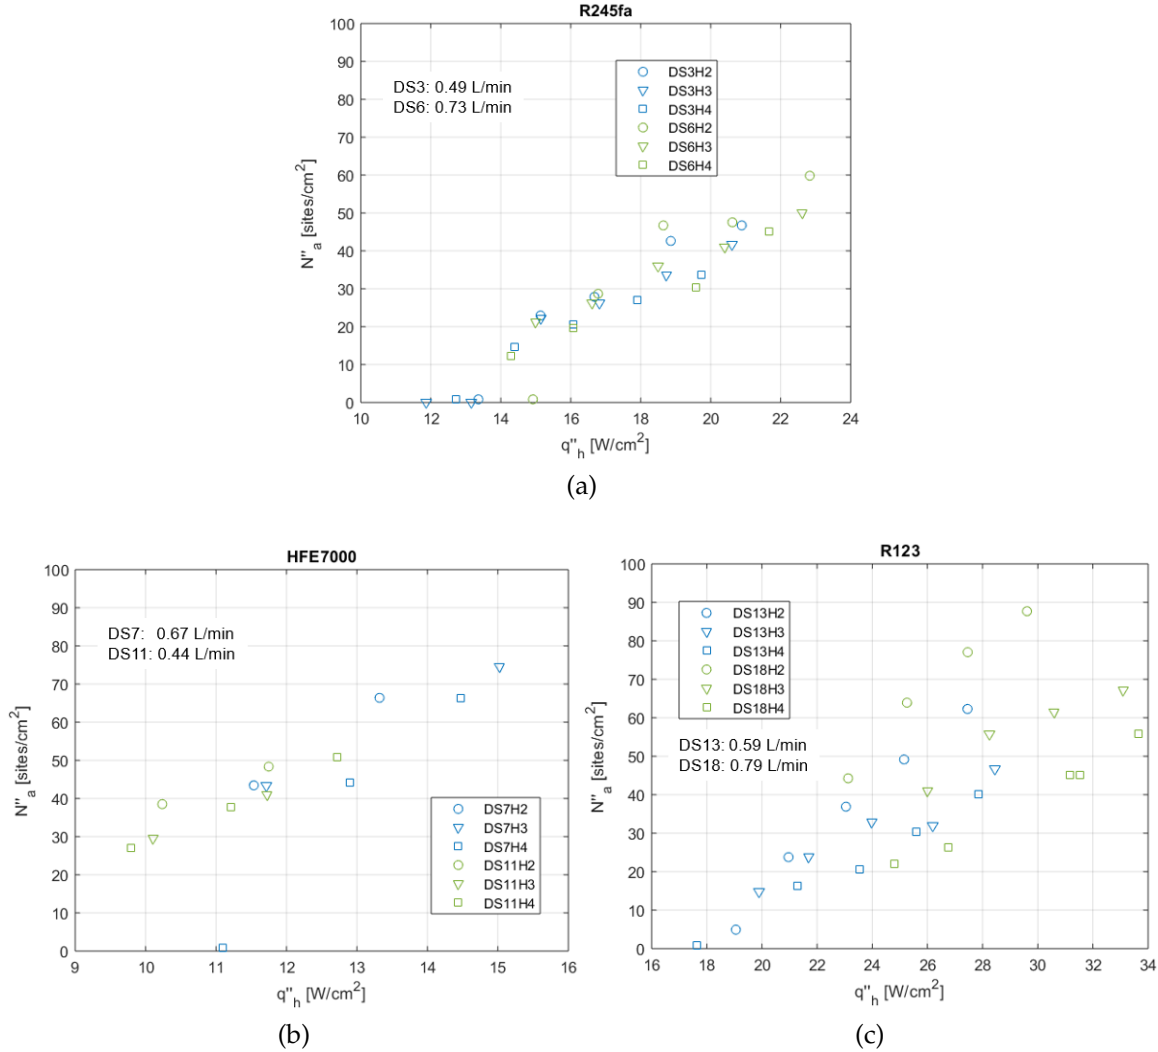 R245fa
100
90
80
70
60
50
40
30
20
10
0
N"a [sites/cm2]
DS3: 0.49 L/min
DS6: 0.73 L/min
DS3H2
DS3H3
DS3H4
DS6H2
DS6H3
DS6H4
10 12 14 16 18 20 22 24
q"h [W/cm2]
(a)
HFE7000
100
90
80
70
60
50
40
30
20
10
0
N"a [sites/cm2]
DS7: 0.67 L/min
DS11: 0.44 L/min
DS7H2
DS7H3
DS7H4
DS11H2
DS11H3
DS11H4
9 10 11 12 13 14 15 16
q"h [W/cm2]
(b)
R123
100
90
80
70
60
50
40
30
20
10
0
N"a [sites/cm2]
DS13H2
DS13H3
DS13H4
DS18H2
DS18H3
DS18H4
DS13: 0.59 L/min
DS18: 0.79 L/min
16 18 20 22 24 26 28 30 32 34
q"h [W/cm2]
(c)